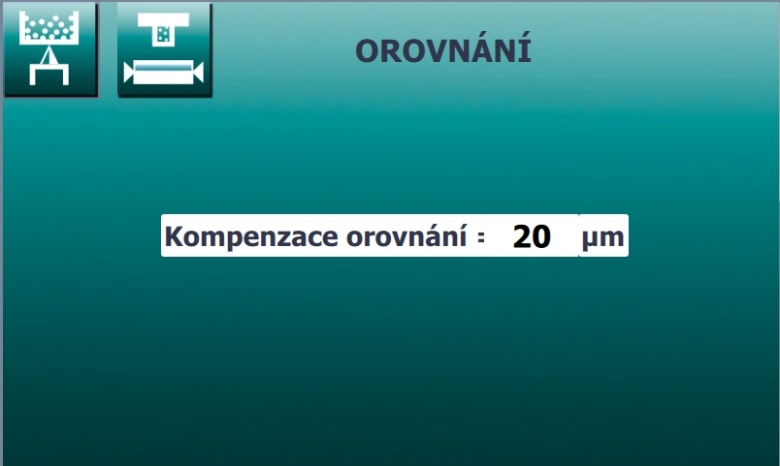 OROVNÁNÍ
Kompenzace orovnání = 20 µm